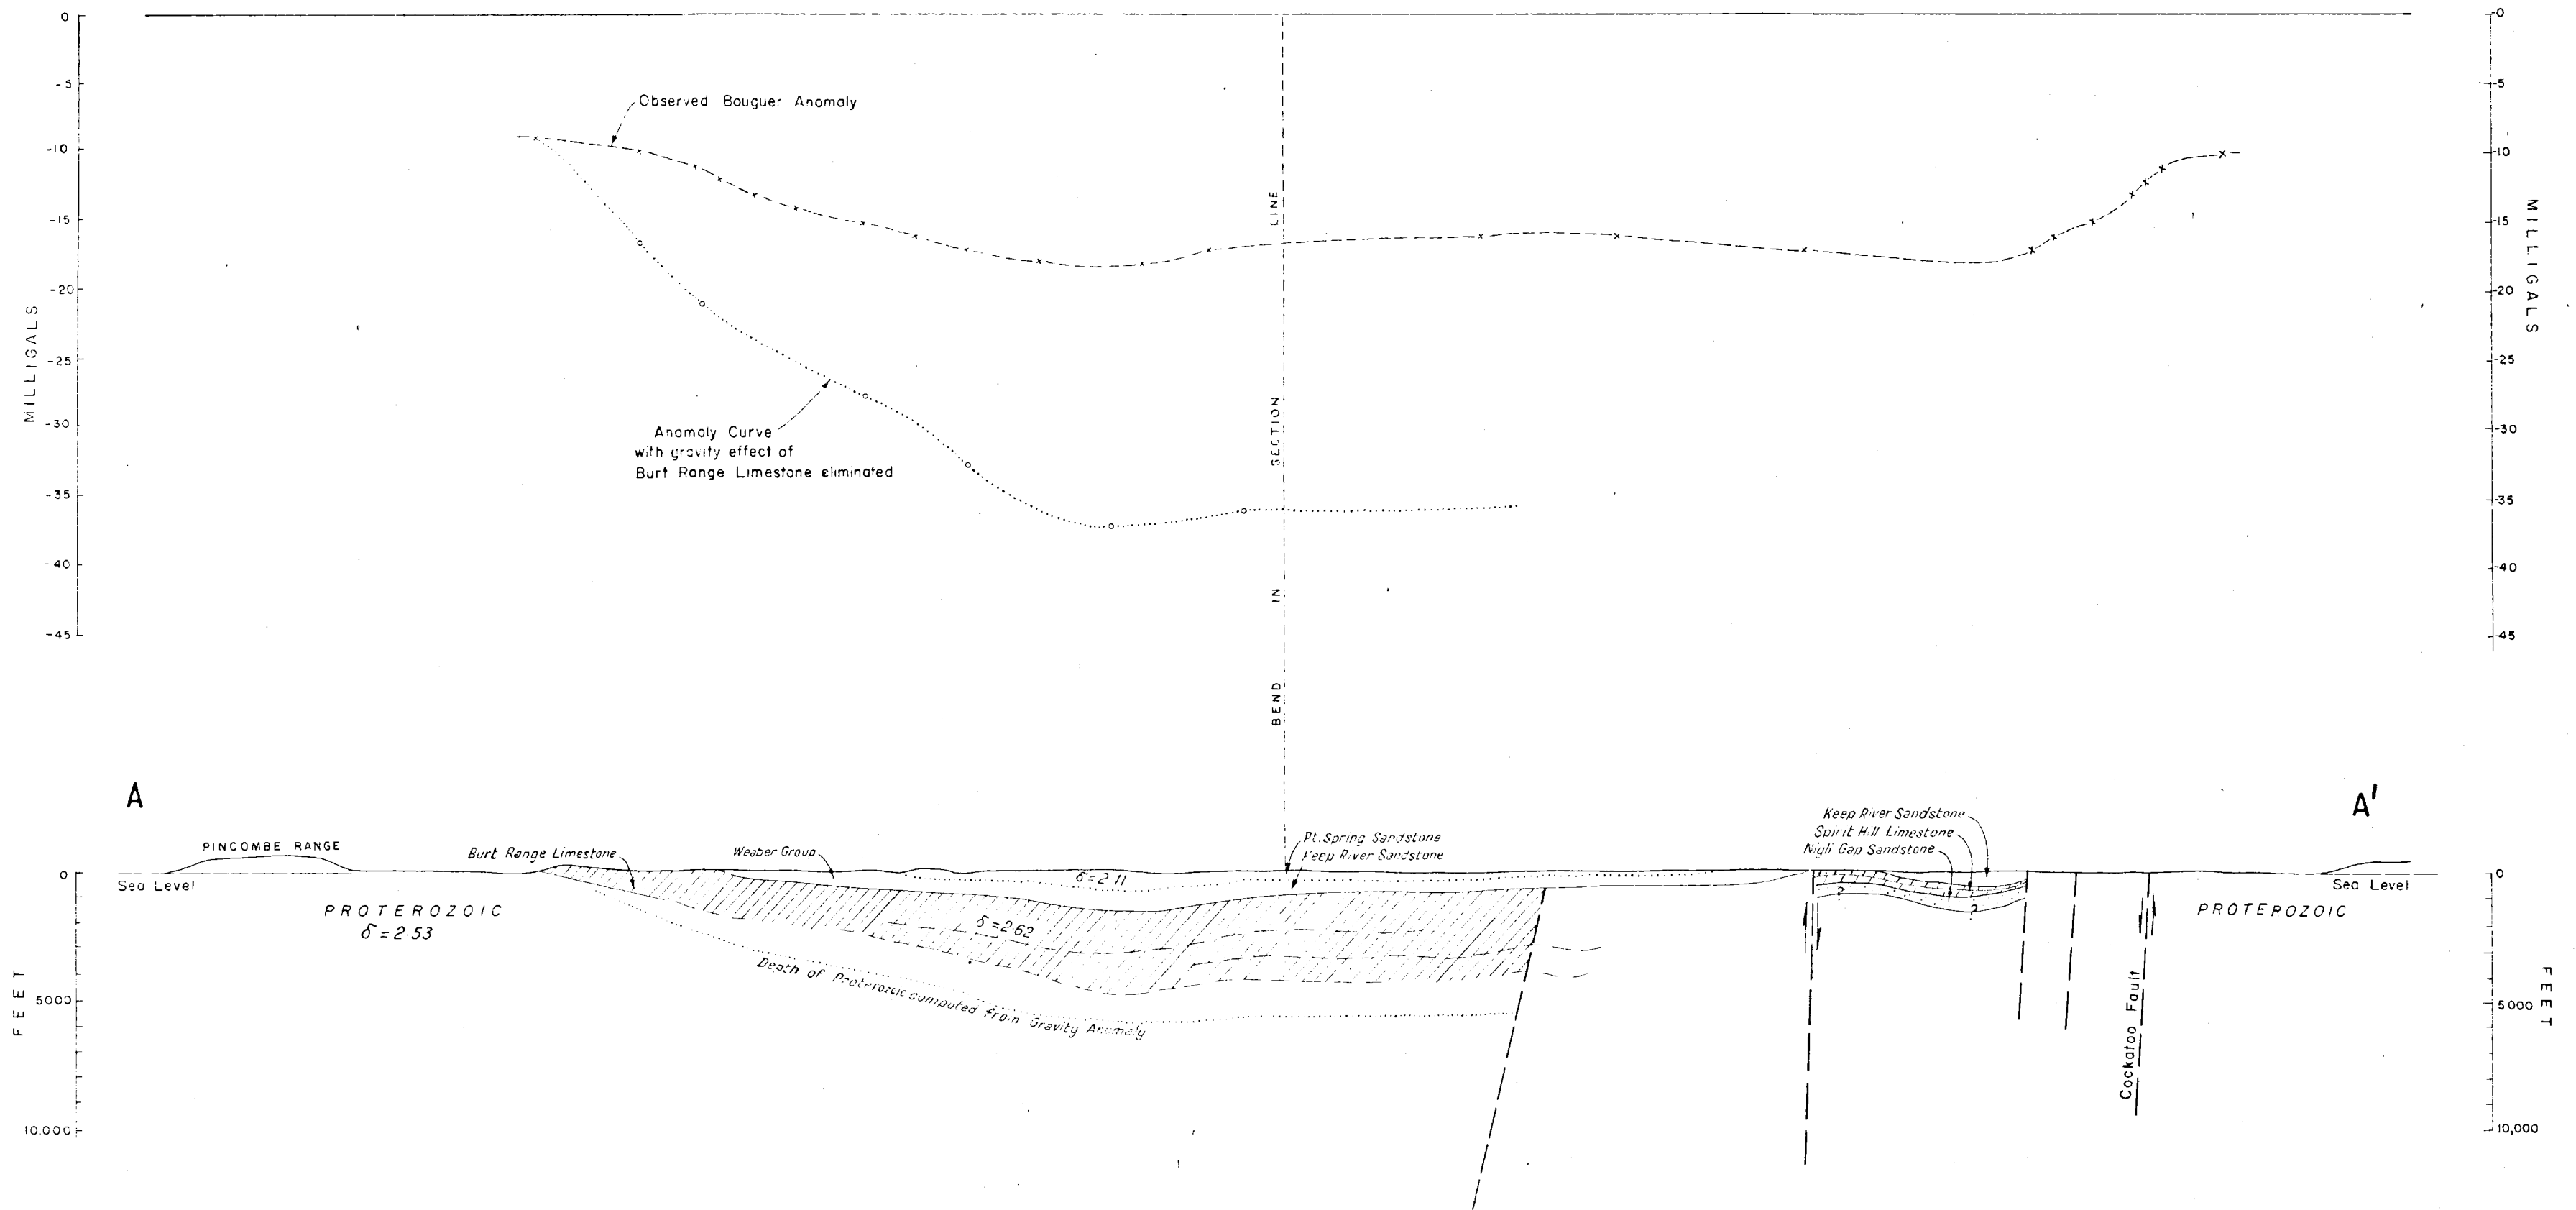 0
-5
-10
-15
-20
-25
-30
-35
-40
-45
MILLIGALS
-0
-5
-10
-15
-20
-25
-30
-35
-40
-45
MILLIGALS
Observed Bouguer Anomaly
Anomaly Curve
with gravity effect of
Burt Range Limestone eliminated
BEND IN SECTION LINE
A
A'
PINCOMBE RANGE
Burt Range Limestone
Weaber Group
Pt. Spring Sandstone
Keep River Sandstone
Keep River Sandstone
Spirit Hill Limestone
Nigli Gap Sandstone
0
Sea Level
δ = 2.11
0
Sea Level
PROTEROZOIC
δ = 2.53
δ = 2.62
?
?
PROTEROZOIC
Depth of Proterozoic computed from Gravity Anomaly
Cockatoo Fault
5000
10,000
FEET
5000
10,000
FEET